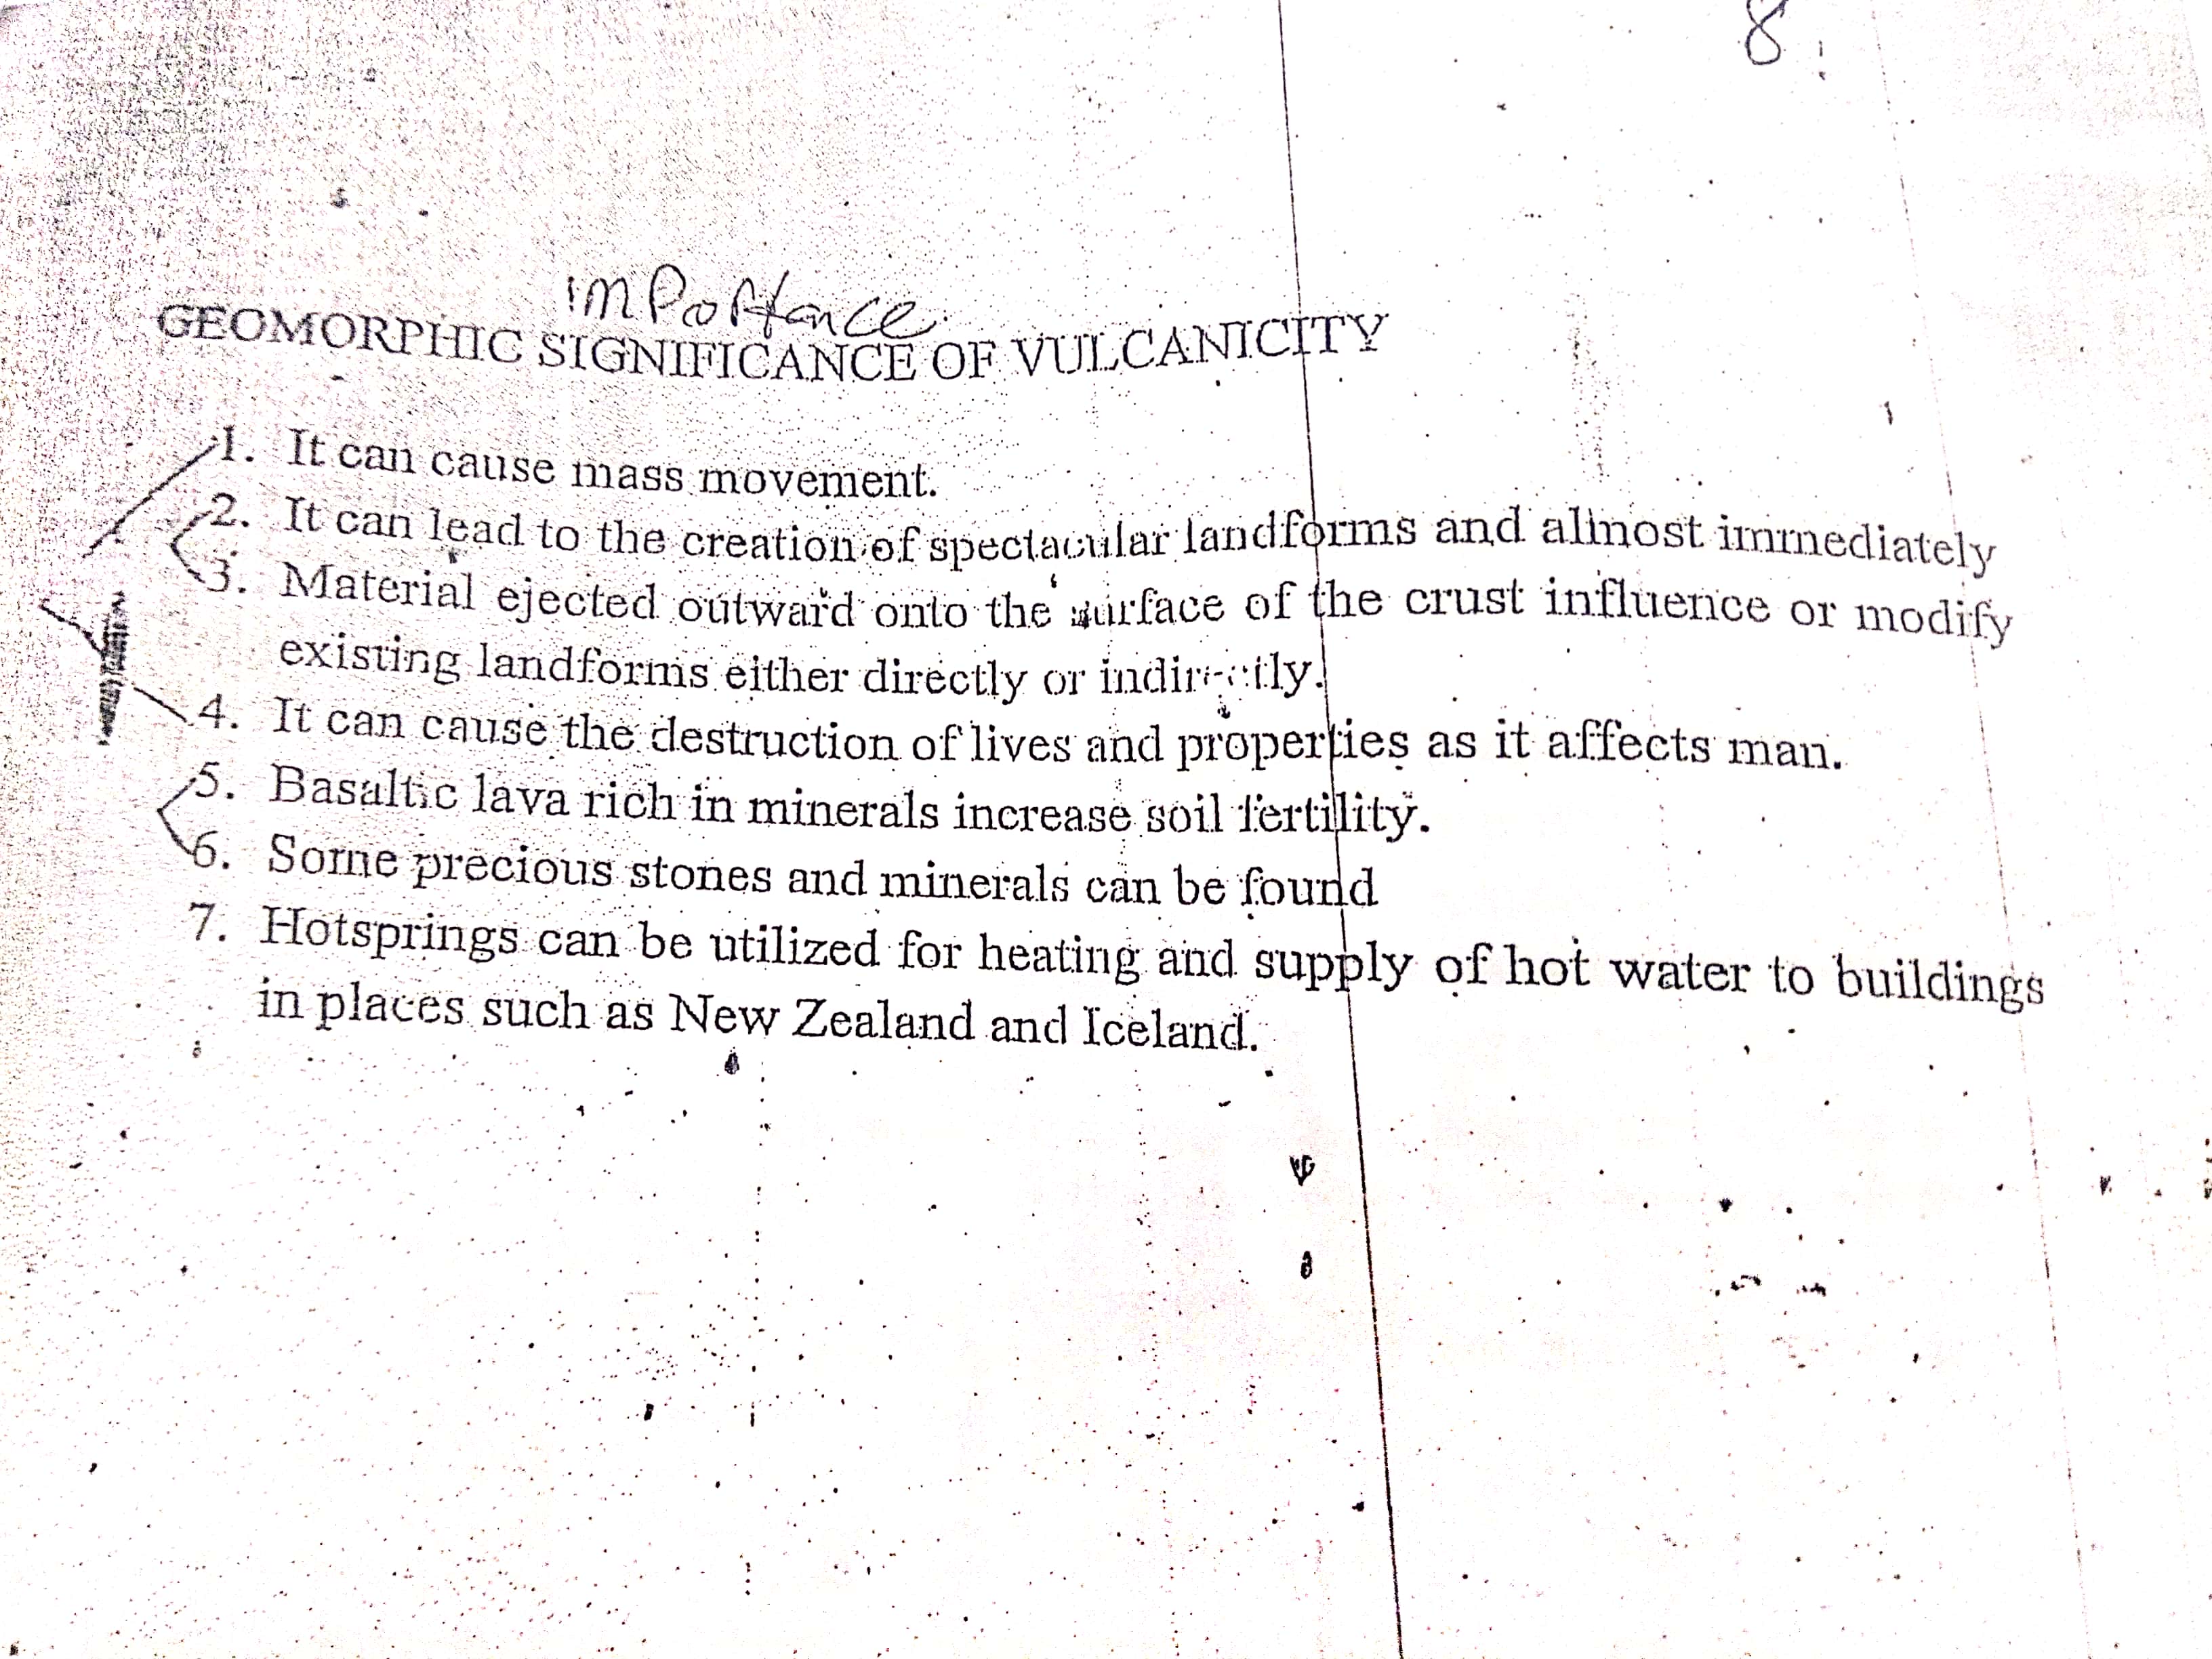 8
importance
GEOMORPHIC SIGNIFICANCE OF VULCANICITY
1. It can cause mass movement.
2. It can lead to the creation of spectacular landforms and almost immediately
3. Material ejected outward onto the surface of the crust influence or modify
existing landforms either directly or indirectly.
4. It can cause the destruction of lives and properties as it affects man.
5. Basaltic lava rich in minerals increase soil fertility.
6. Some precious stones and minerals can be found
7. Hotsprings can be utilized for heating and supply of hot water to buildings
in places such as New Zealand and Iceland.